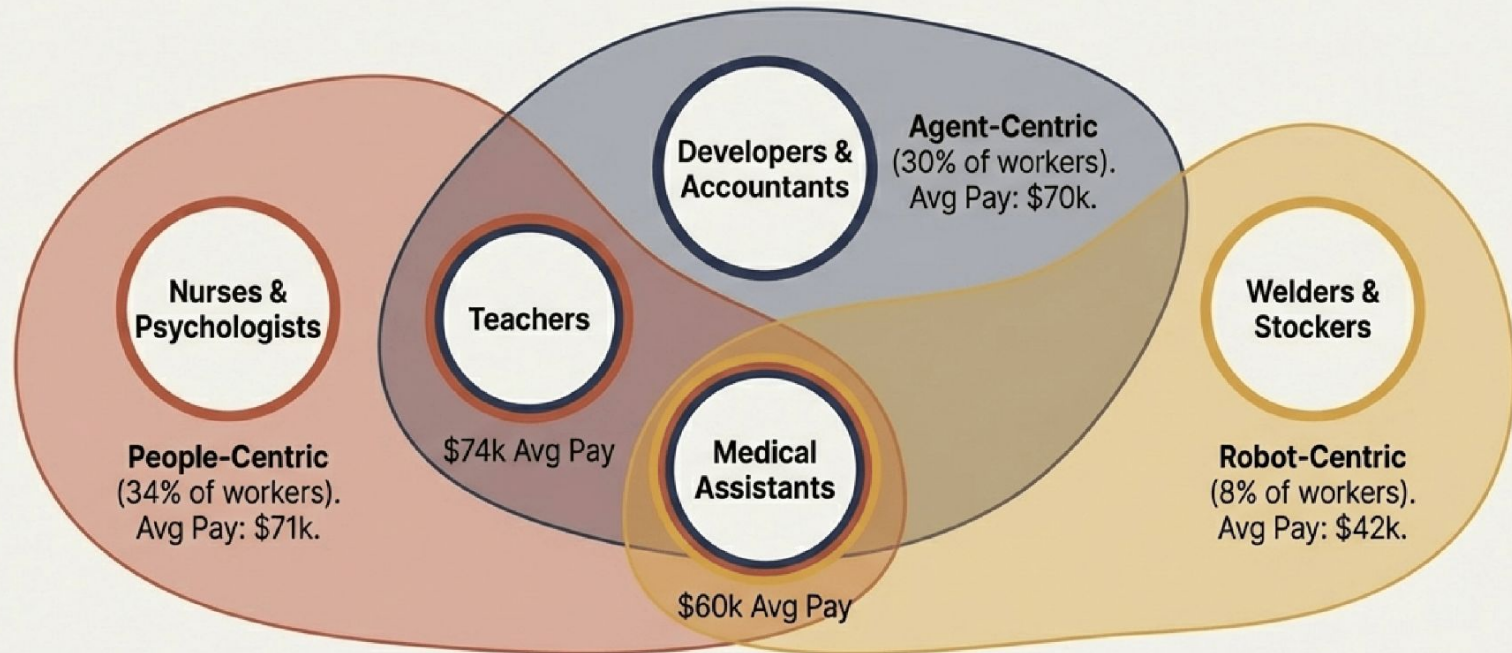 Developers &
Accountants
Agent-Centric
(30% of workers).
Avg Pay: $70k.
Nurses &
Psychologists
People-Centric
(34% of workers).
Avg Pay: $71k.
Teachers
$74k Avg Pay
Medical
Assistants
$60k Avg Pay
Welders &
Stockers
Robot-Centric
(8% of workers).
Avg Pay: $42k.